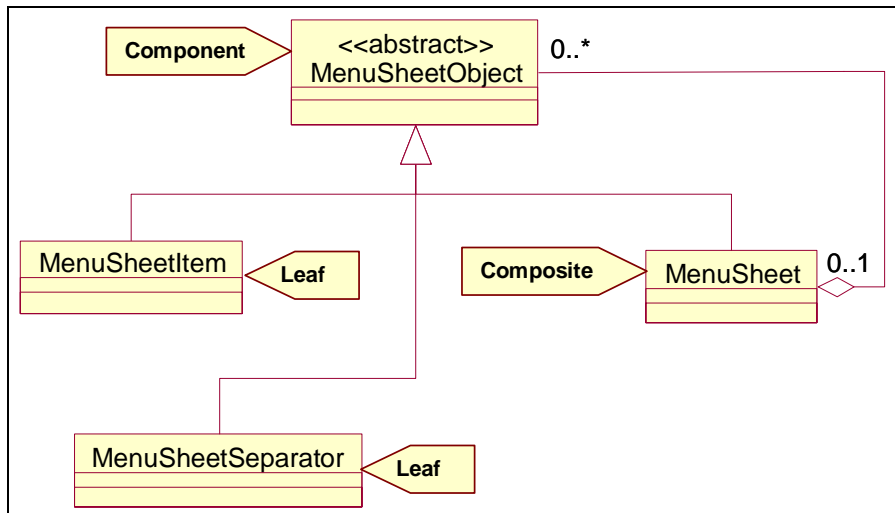 Component
<<abstract>>
MenuSheetObject
0..*
MenuSheetItem
Leaf
Composite
MenuSheet
0..1
MenuSheetSeparator
Leaf